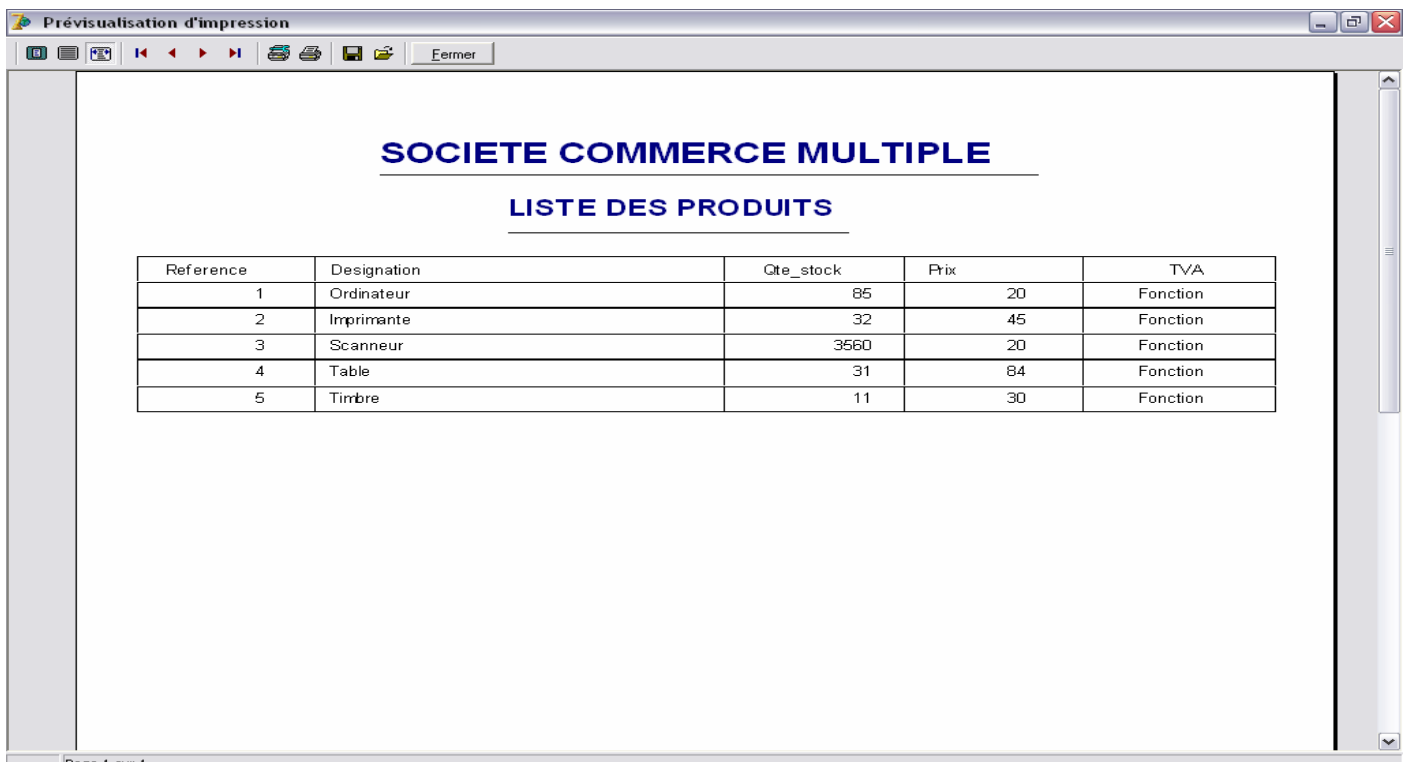 Prévisualisation d'impression
Fermer
SOCIETE COMMERCE MULTIPLE
LISTE DES PRODUITS
Reference Designation Qte_stock Prix TVA
1 Ordinateur 85 20 Fonction
2 Imprimante 32 45 Fonction
3 Scanneur 3560 20 Fonction
4 Table 31 84 Fonction
5 Timbre 11 30 Fonction